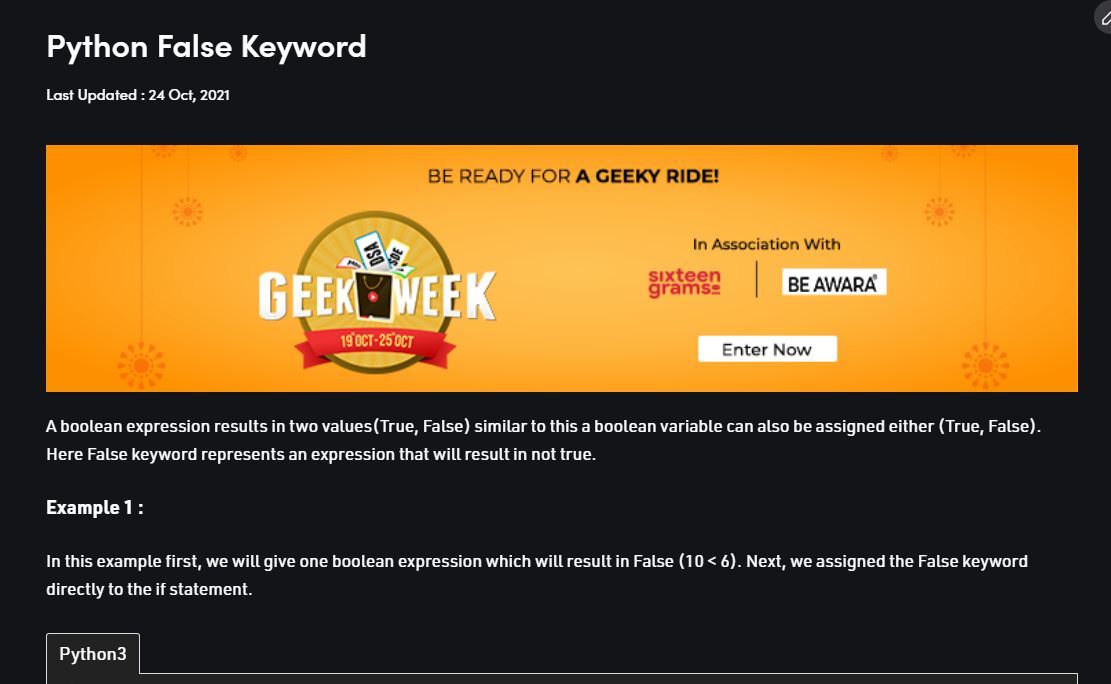 Python False Keyword
Last Updated : 24 Oct, 2021
BE READY FOR A GEEKY RIDE!
In Association With
DSA
SDE
GEEK WEEK
sixteen
grams
BE AWARA
19th OCT-25th OCT
Enter Now
A boolean expression results in two values(True, False) similar to this a boolean variable can also be assigned either (True, False).
Here False keyword represents an expression that will result in not true.
Example 1 :
In this example first, we will give one boolean expression which will result in False (10 < 6). Next, we assigned the False keyword
directly to the if statement.
Python3